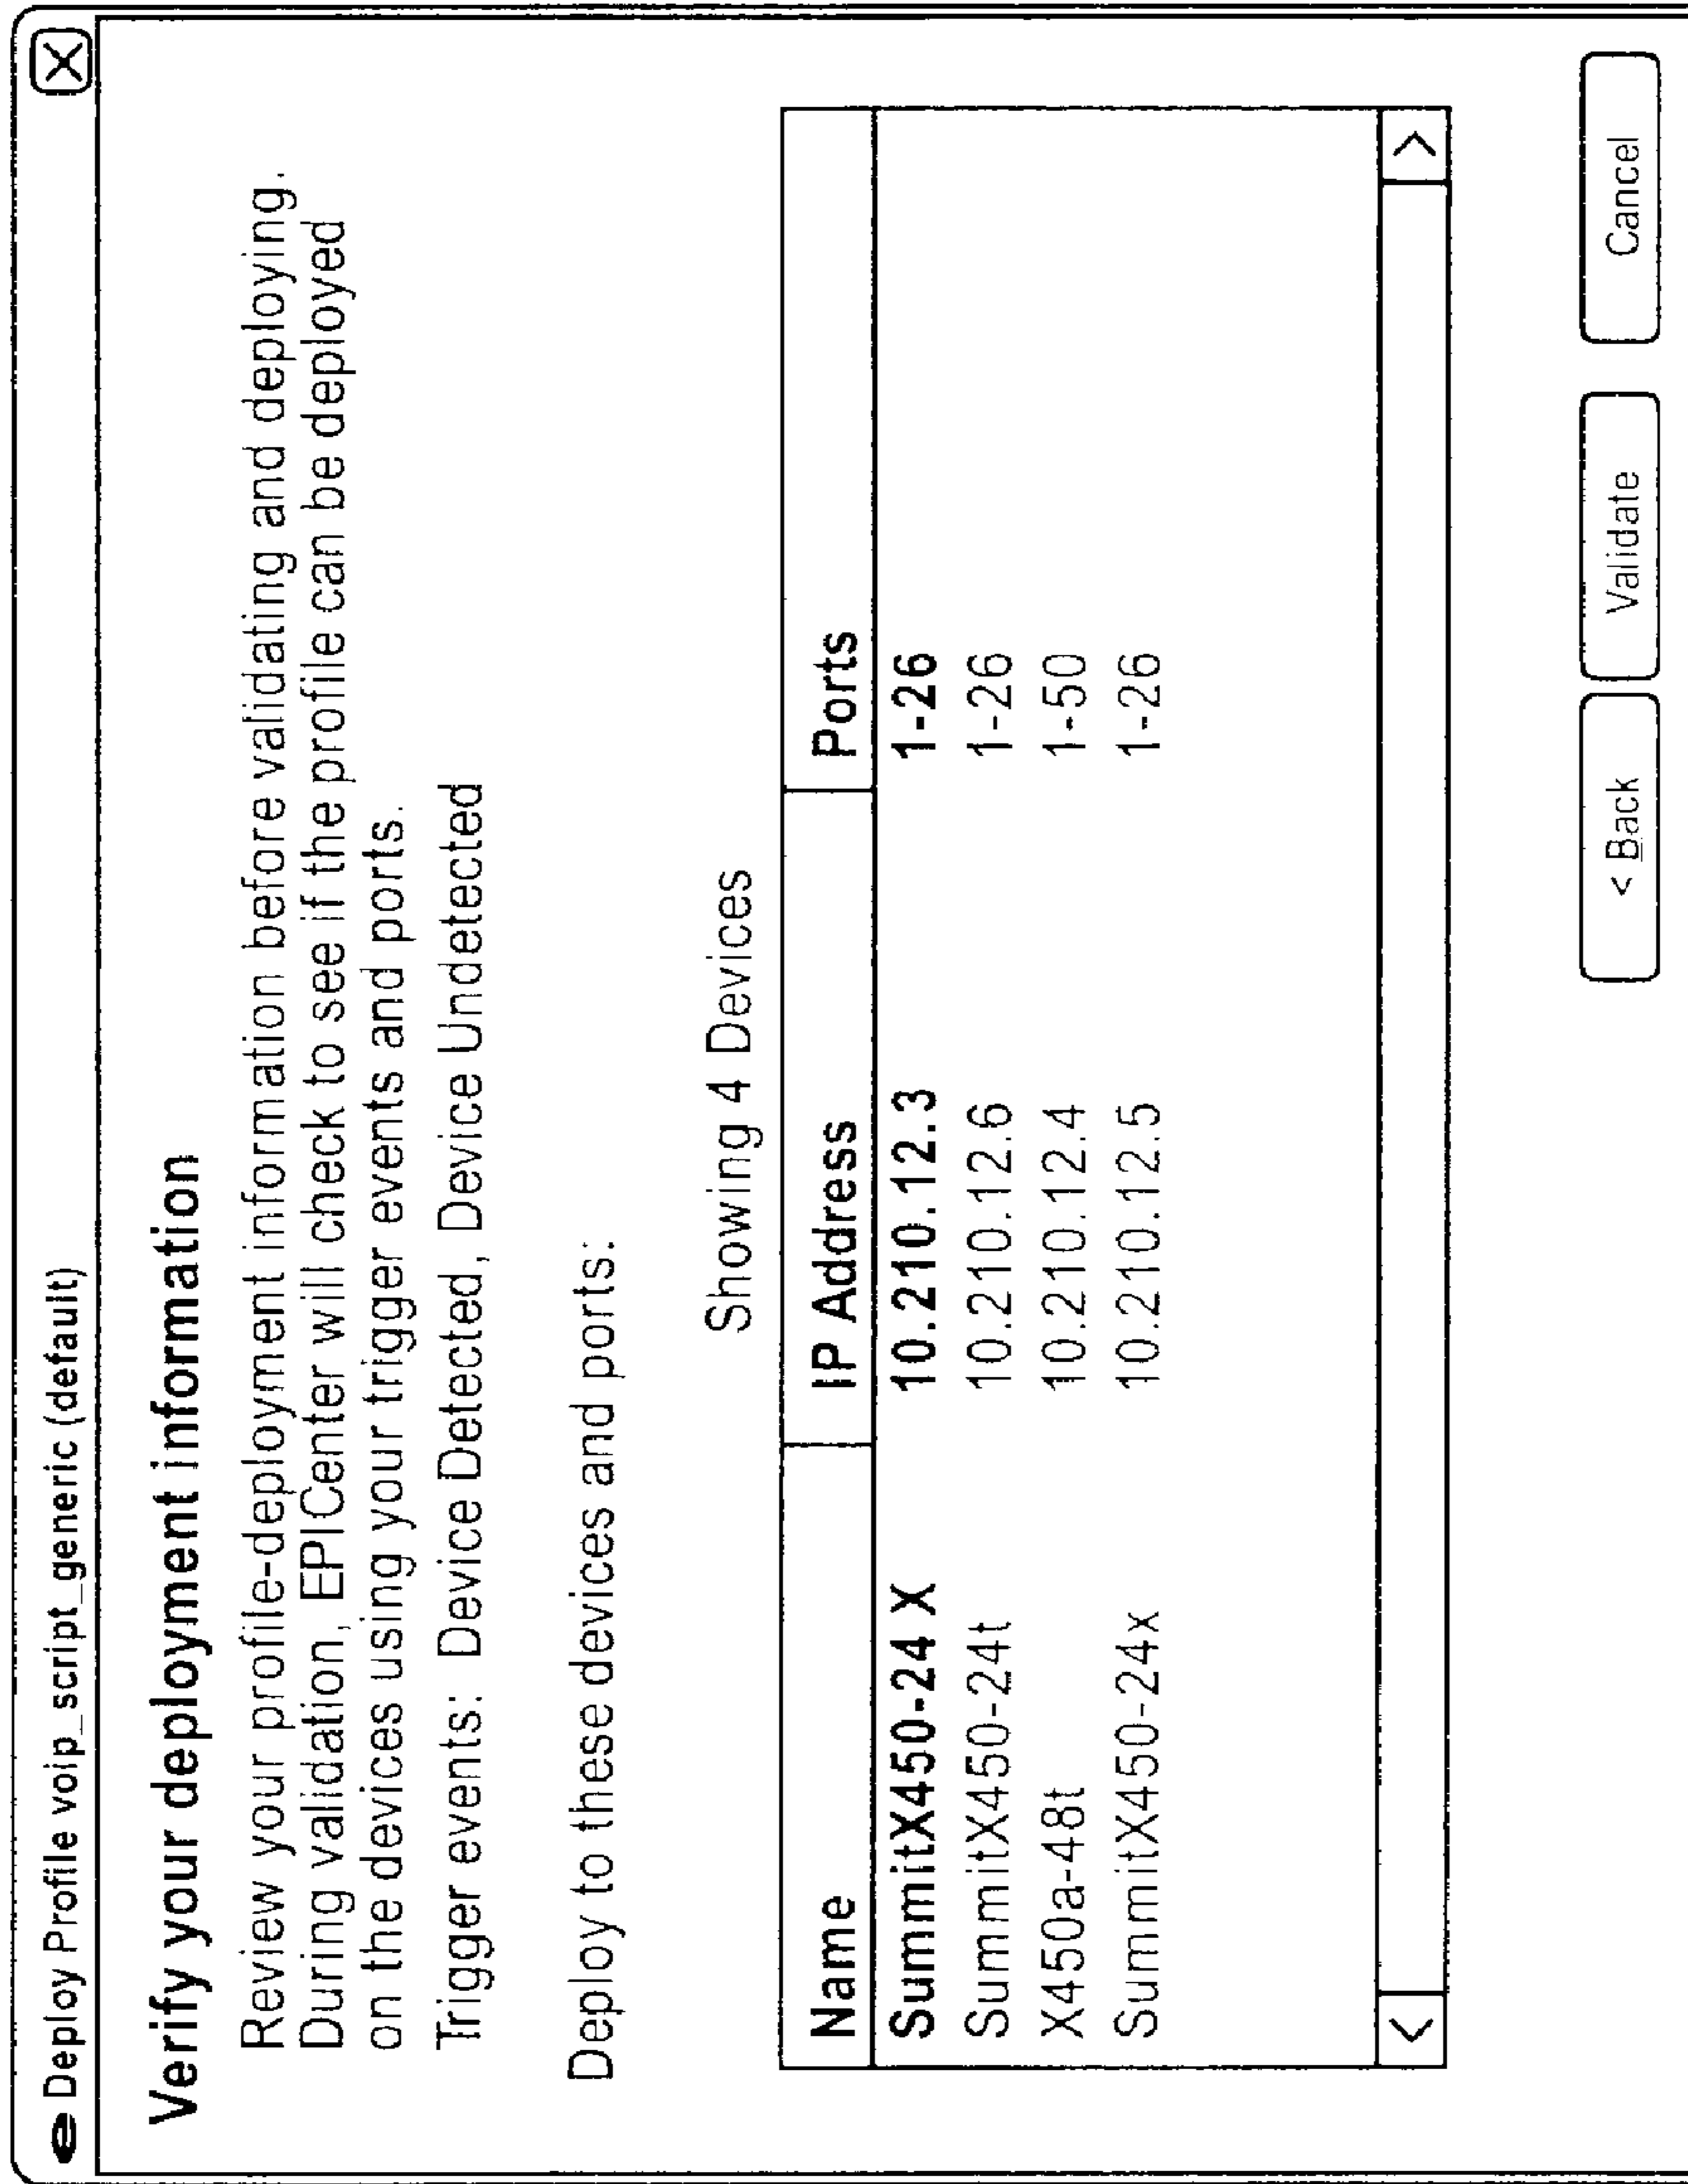 Deploy Profile voip_script_generic (default)
Verify your deployment information
Review your profile-deployment information before validating and deploying.
During validation, EPICenter will check to see if the profile can be deployed
on the devices using your trigger events and ports.
Trigger events: Device Detected, Device Undetected
Deploy to these devices and ports:
Showing 4 Devices
Name IP Address Ports
SummitX450-24 X 10.210.12.3 1-26
SummitX450-24t 10.210.12.6 1-26
X450a-48t 10.210.12.4 1-50
SummitX450-24x 10.210.12.5 1-26
< Back Validate Cancel